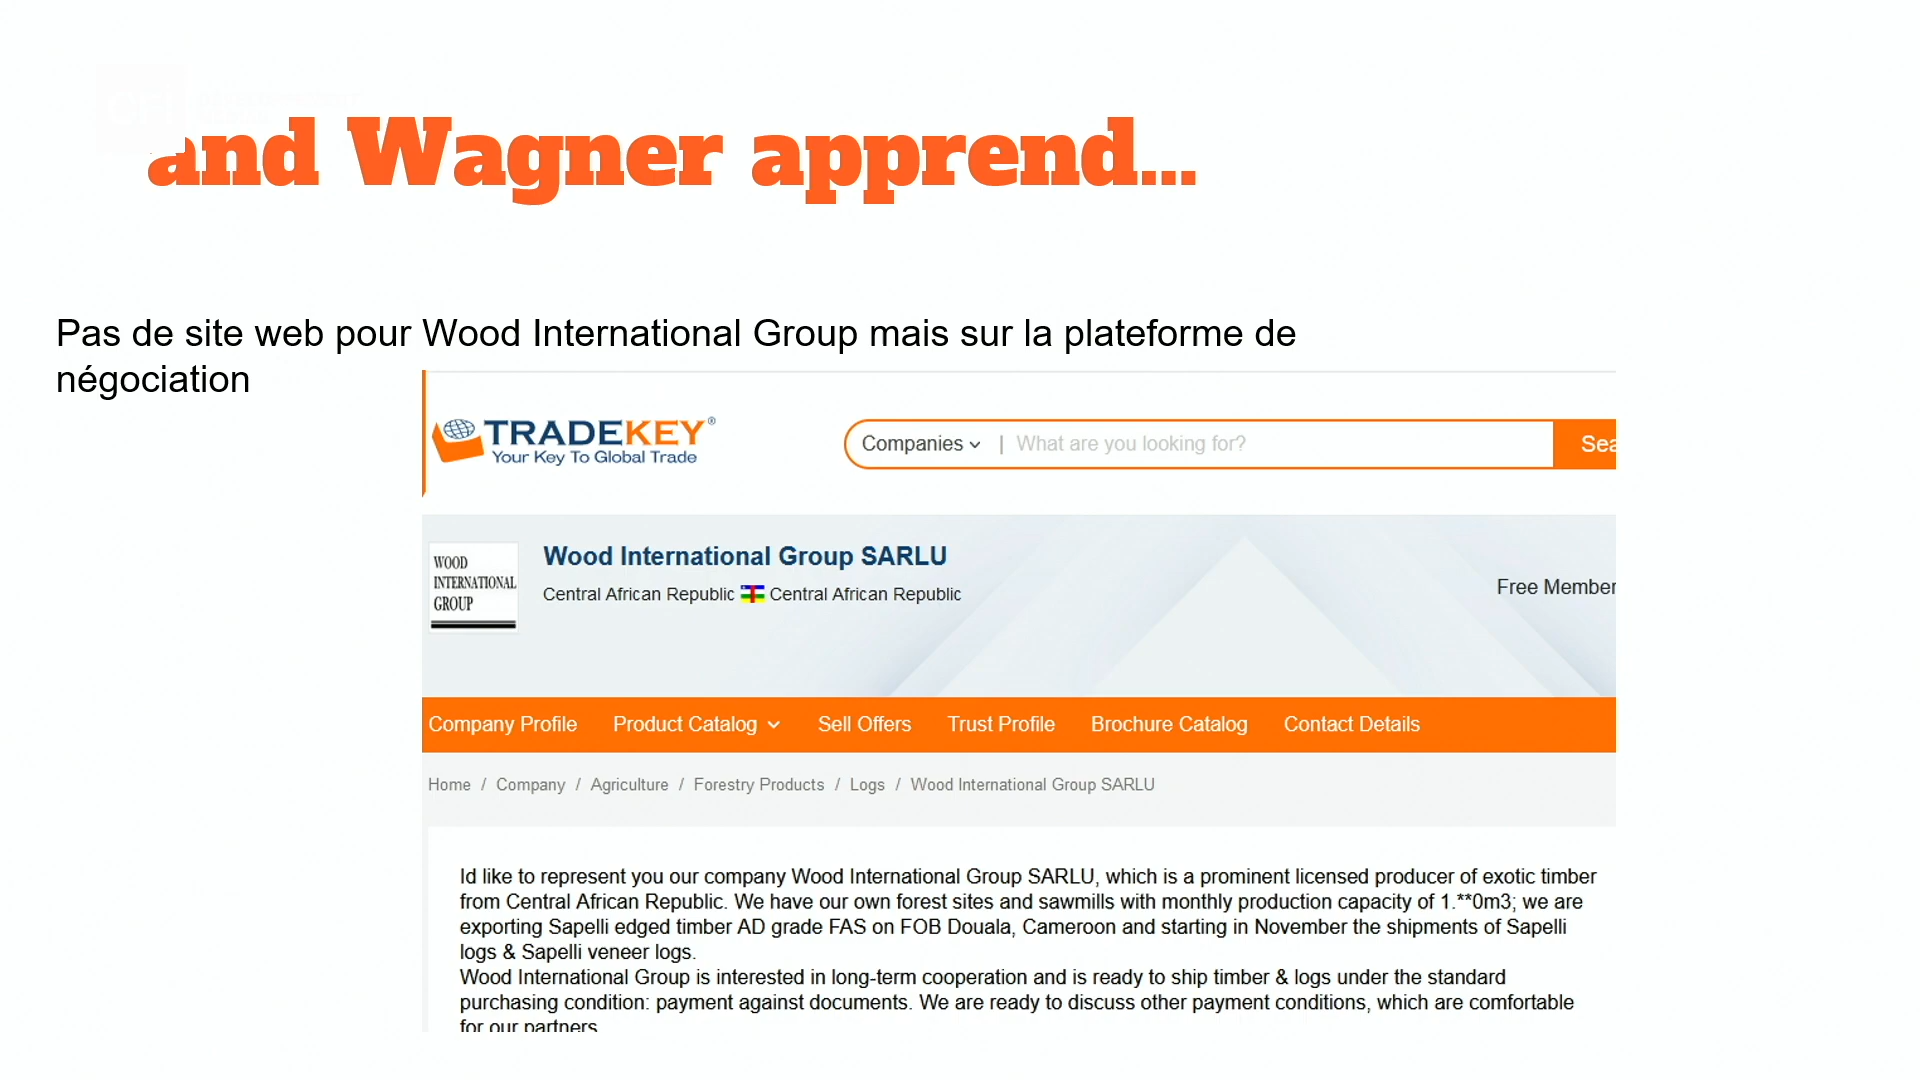 and Wagner apprend...
Pas de site web pour Wood International Group mais sur la plateforme de
négociation
TRADEKEY®
Your Key To Global Trade
Companies | What are you looking for? Sea
WOOD
INTERNATIONAL
GROUP
Wood International Group SARLU
Central African Republic Central African Republic
Free Member
Company Profile Product Catalog Sell Offers Trust Profile Brochure Catalog Contact Details
Home / Company / Agriculture / Forestry Products / Logs / Wood International Group SARLU
Id like to represent you our company Wood International Group SARLU, which is a prominent licensed producer of exotic timber
from Central African Republic. We have our own forest sites and sawmills with monthly production capacity of 1.**0m3; we are
exporting Sapelli edged timber AD grade FAS on FOB Douala, Cameroon and starting in November the shipments of Sapelli
logs & Sapelli veneer logs.
Wood International Group is interested in long-term cooperation and is ready to ship timber & logs under the standard
purchasing condition: payment against documents. We are ready to discuss other payment conditions, which are comfortable
for our partners